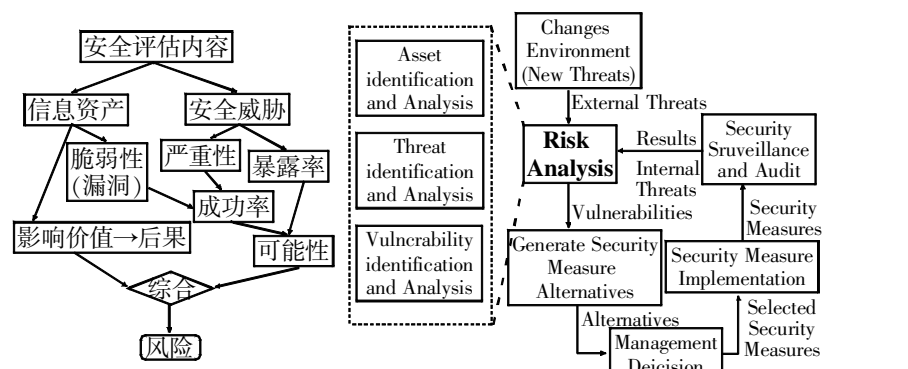 安全评估内容
信息资产
安全威胁
脆弱性
(漏洞)
严重性
暴露率
成功率
影响价值→后果
可能性
综合
风险
Asset
identification
and Analysis
Threat
identification
and Analysis
Vulncrability
identification
and Analysis
Changes
Environment
(New Threats)
External Threats
Risk
Analysis
Results
Internal
Threats
Security
Sruveillance
and Audit
Vulnerabilities
Security
Measures
Generate Security
Measure
Alternatives
Security Measure
Implementation
Alternatives
Selected
Security
Measures
Management
Deicision